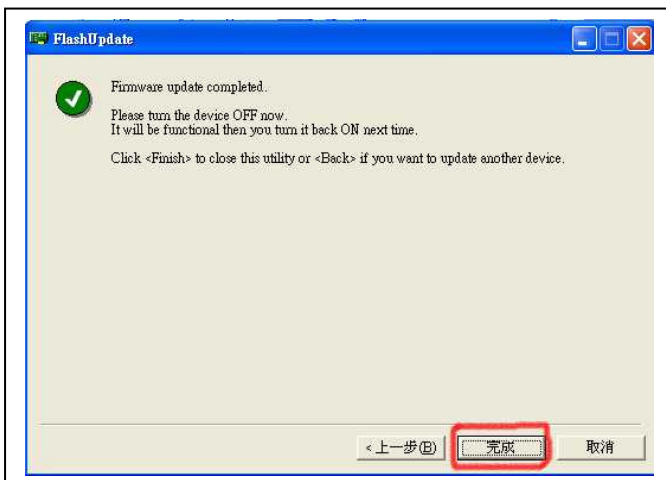 FlashUpdate
Firmware update completed.
Please turn the device OFF now.
It will be functional then you turn it back ON next time.
Click <Finish> to close this utility or <Back> if you want to update another device.
<上一步(B) 完成 取消